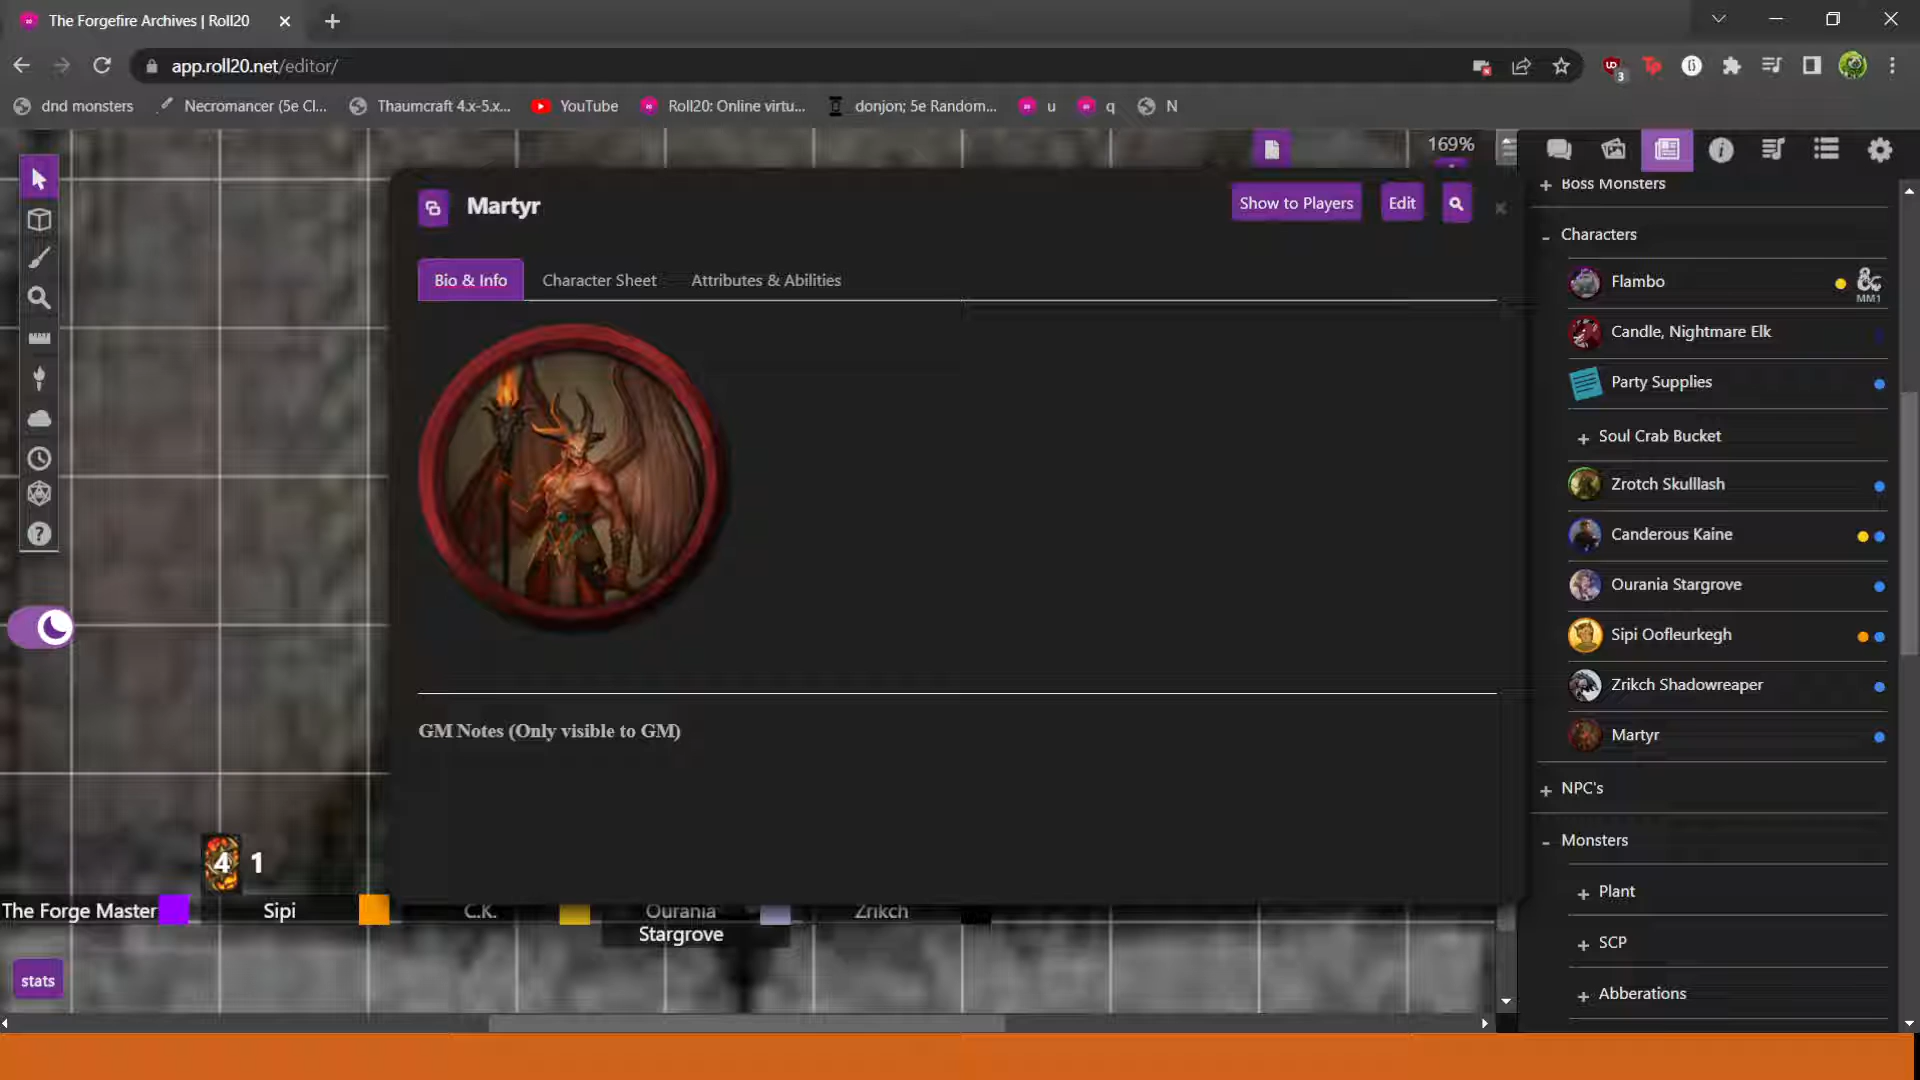 The Forgefire Archives | Roll20
app.roll20.net/editor/
3
dnd monsters
Necromancer (5e Cl...
Thaumcraft 4.x-5.x...
YouTube
Roll20: Online virtu...
donjon; 5e Random...
u
q
N
169%
Martyr
Show to Players
Edit
Bio & Info
Character Sheet
Attributes & Abilities
GM Notes (Only visible to GM)
Boss Monsters
Characters
Flambo
MM1
Candle, Nightmare Elk
Party Supplies
Soul Crab Bucket
Zrotch Skulllash
Canderous Kaine
Ourania Stargrove
Sipi Oofleurkegh
Zrikch Shadowreaper
Martyr
NPC's
Monsters
Plant
SCP
Abberations
4 1
The Forge Master
Sipi
C.K.
Ourania
Stargrove
Zrikch
stats